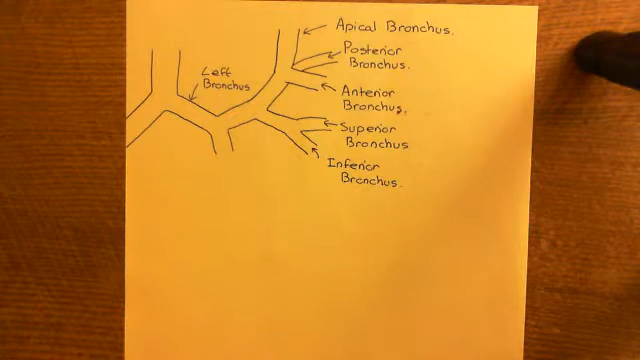 Apical Bronchus.
Posterior
Bronchus.
Left
Bronchus
Anterior
Bronchus.
Superior
Bronchus
Inferior
Bronchus.